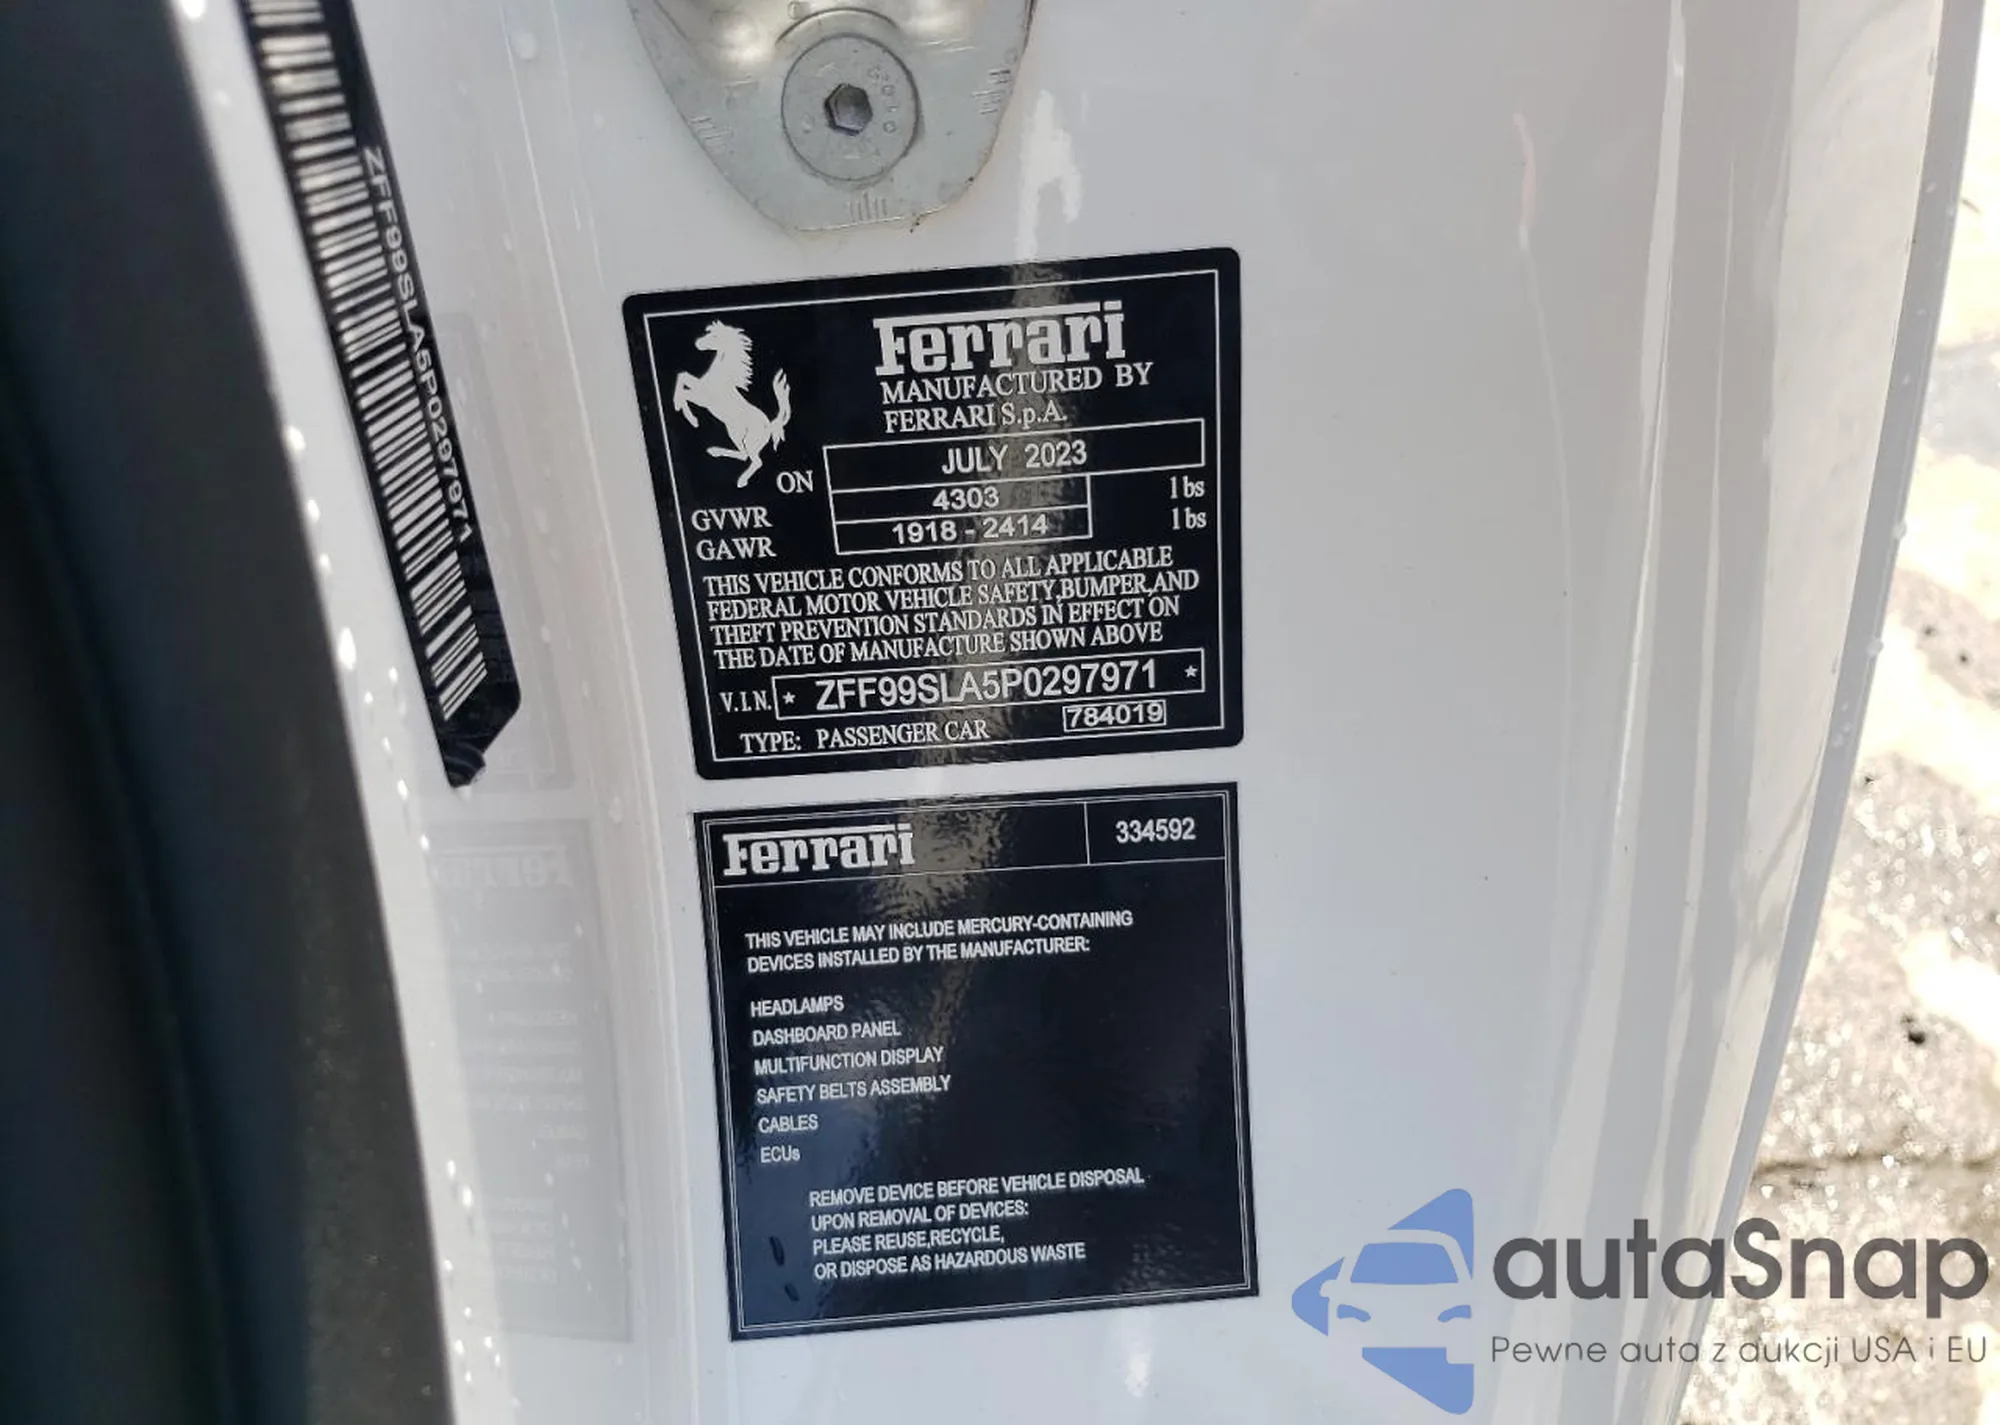 ZFF99SLA5P0297971
Ferrari
MANUFACTURED BY
FERRARI S.p.A.
ON JULY 2023
GVWR 4303 lbs
GAWR 1918 - 2414 lbs
THIS VEHICLE CONFORMS TO ALL APPLICABLE
FEDERAL MOTOR VEHICLE SAFETY,BUMPER,AND
THEFT PREVENTION STANDARDS IN EFFECT ON
THE DATE OF MANUFACTURE SHOWN ABOVE
V.I.N. * ZFF99SLA5P0297971 *
TYPE: PASSENGER CAR 784019
Ferrari 334592
THIS VEHICLE MAY INCLUDE MERCURY-CONTAINING
DEVICES INSTALLED BY THE MANUFACTURER:
HEADLAMPS
DASHBOARD PANEL
MULTIFUNCTION DISPLAY
SAFETY BELTS ASSEMBLY
CABLES
ECUs
REMOVE DEVICE BEFORE VEHICLE DISPOSAL
UPON REMOVAL OF DEVICES:
PLEASE REUSE,RECYCLE,
OR DISPOSE AS HAZARDOUS WASTE
autaSnap
Pewne auta z aukcji USA i EU